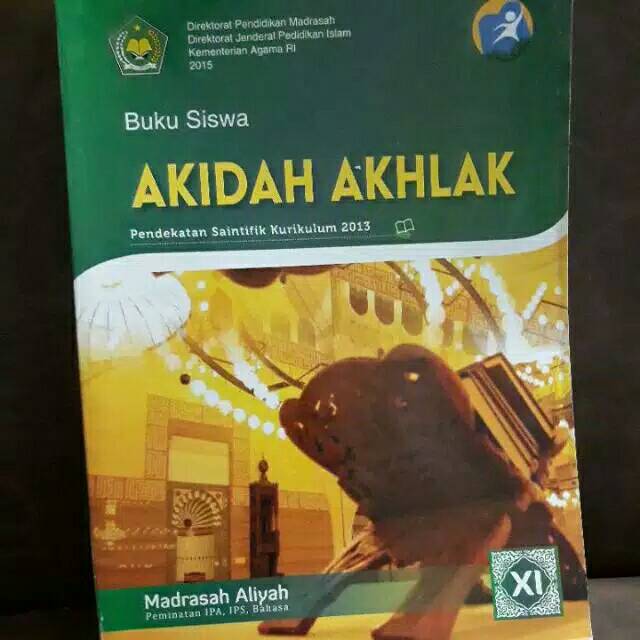 Direktorat Pendidikan Madrasah
Direktorat Jenderal Pedidikan Islam
Kementerian Agama RI
2015
Buku Siswa
AKIDAH AKHLAK
Pendekatan Saintifik Kurikulum 2013
XI
Madrasah Aliyah
Peminatan IPA, IPS, Bahasa